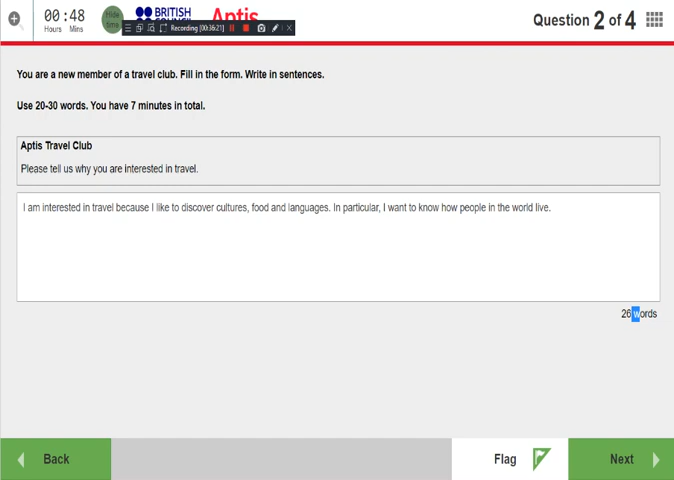 00:48
Hours Mins
Hide time
BRITISH
Recording [00:35:21]
Aptis
Question 2 of 4
You are a new member of a travel club. Fill in the form. Write in sentences.
Use 20-30 words. You have 7 minutes in total.
Aptis Travel Club
Please tell us why you are interested in travel.
I am interested in travel because I like to discover cultures, food and languages. In particular, I want to know how people in the world live.
26 words
Back
Flag
Next